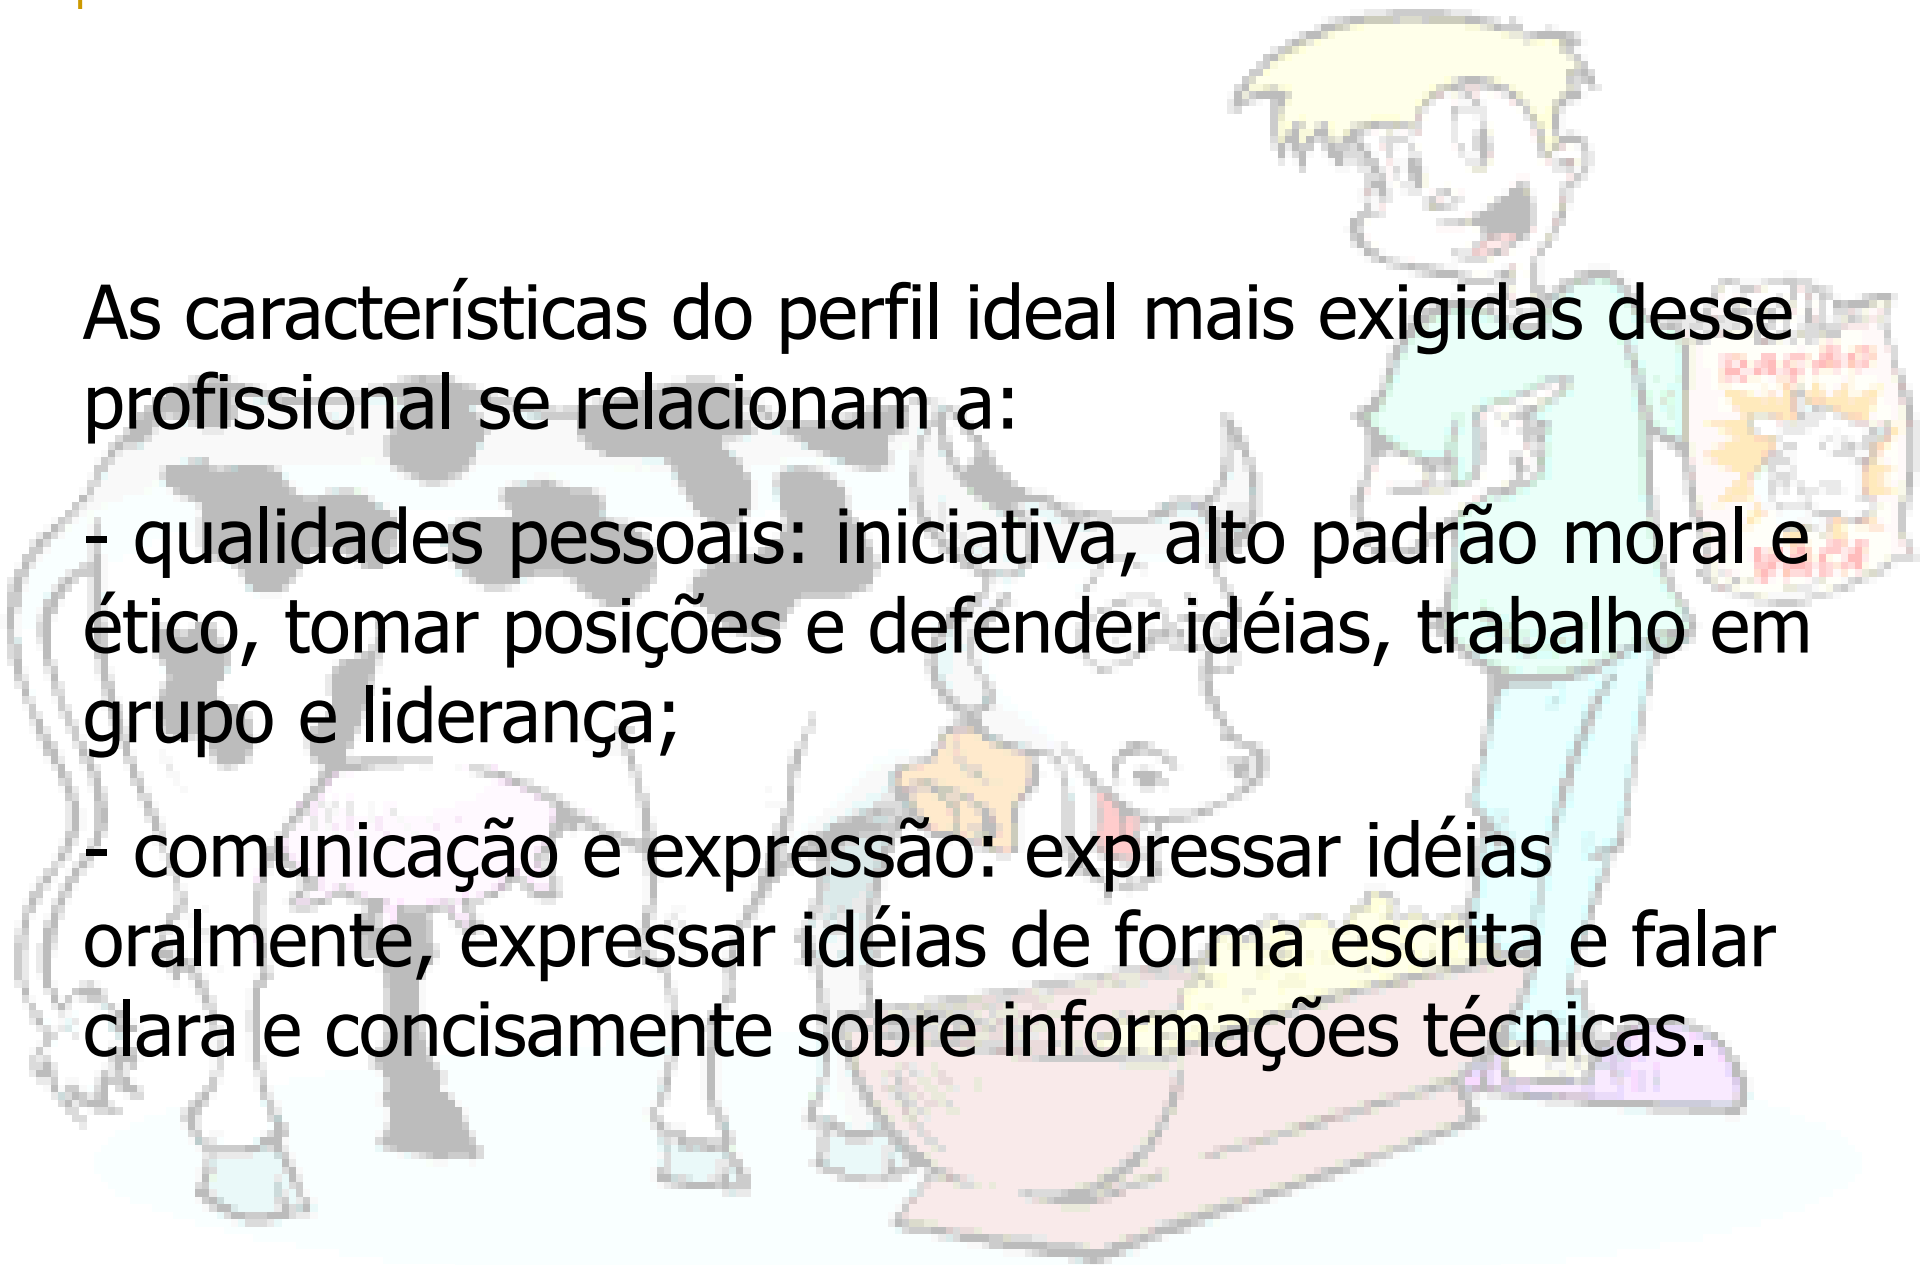 As características do perfil ideal mais exigidas desse
profissional se relacionam a:
RAÇÃO
- qualidades pessoais: iniciativa, alto padrão moral e
VACA
ético, tomar posições e defender idéias, trabalho em
grupo e liderança;
- comunicação e expressão: expressar idéias
oralmente, expressar idéias de forma escrita e falar
clara e concisamente sobre informações técnicas.